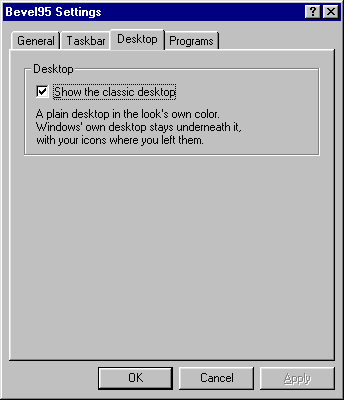 Bevel95 Settings
General Taskbar Desktop Programs
Desktop
Show the classic desktop
A plain desktop in the look's own color.
Windows' own desktop stays underneath it,
with your icons where you left them.
OK Cancel Apply